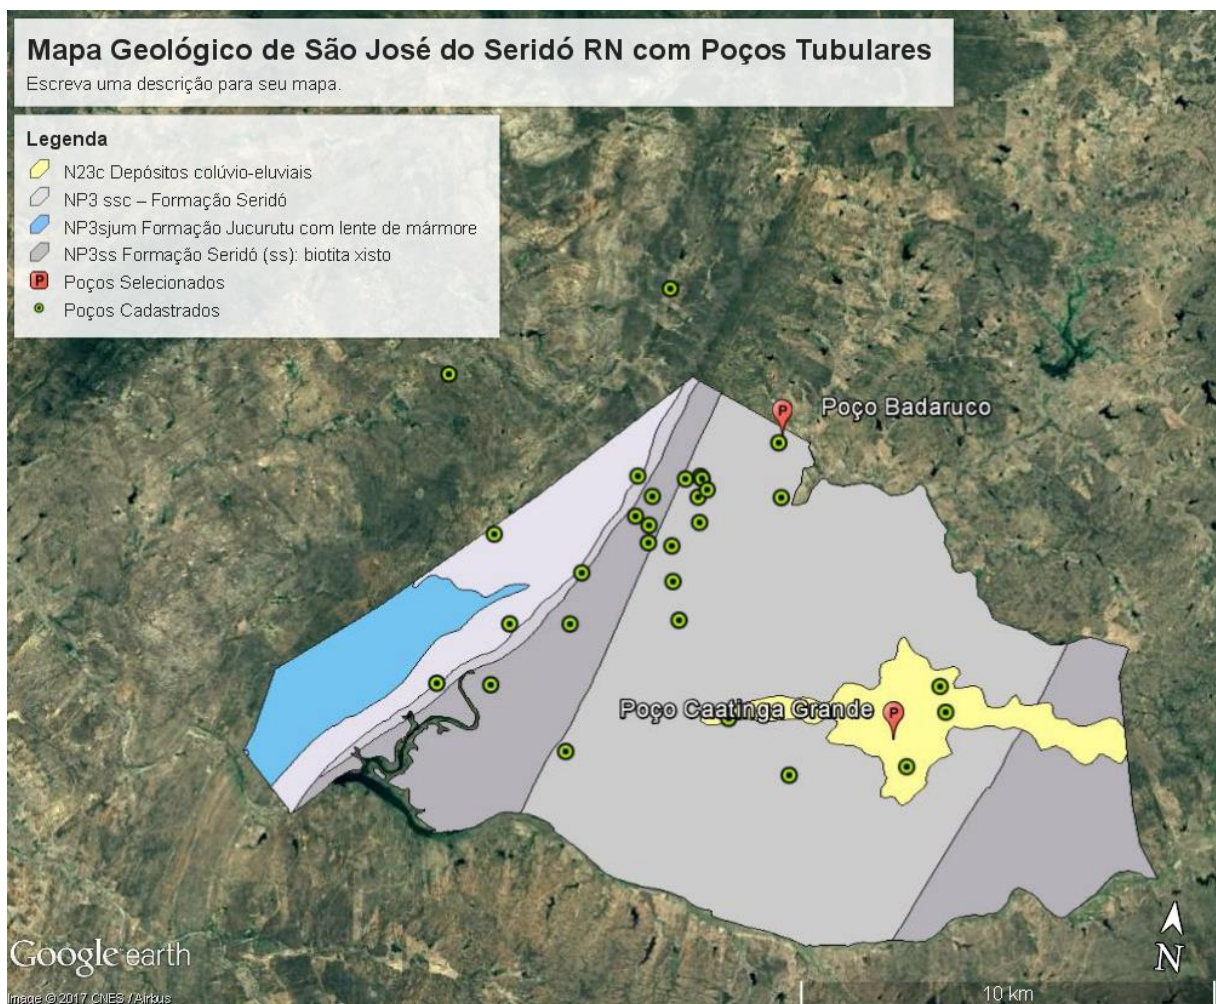 Mapa Geológico de São José do Seridó RN com Poços Tubulares
Escreva uma descrição para seu mapa.
Legenda
N23c Depósitos colúvio-eluviais
NP3 ssc – Formação Seridó
NP3sjum Formação Jucurutu com lente de mármore
NP3ss Formação Seridó (ss): biotita xisto
P Poços Selecionados
Poços Cadastrados
P
Poço Badaruco
Poço Caatinga Grande
P
Google earth
N
Image © 2017 CNES / Airbus
10 km